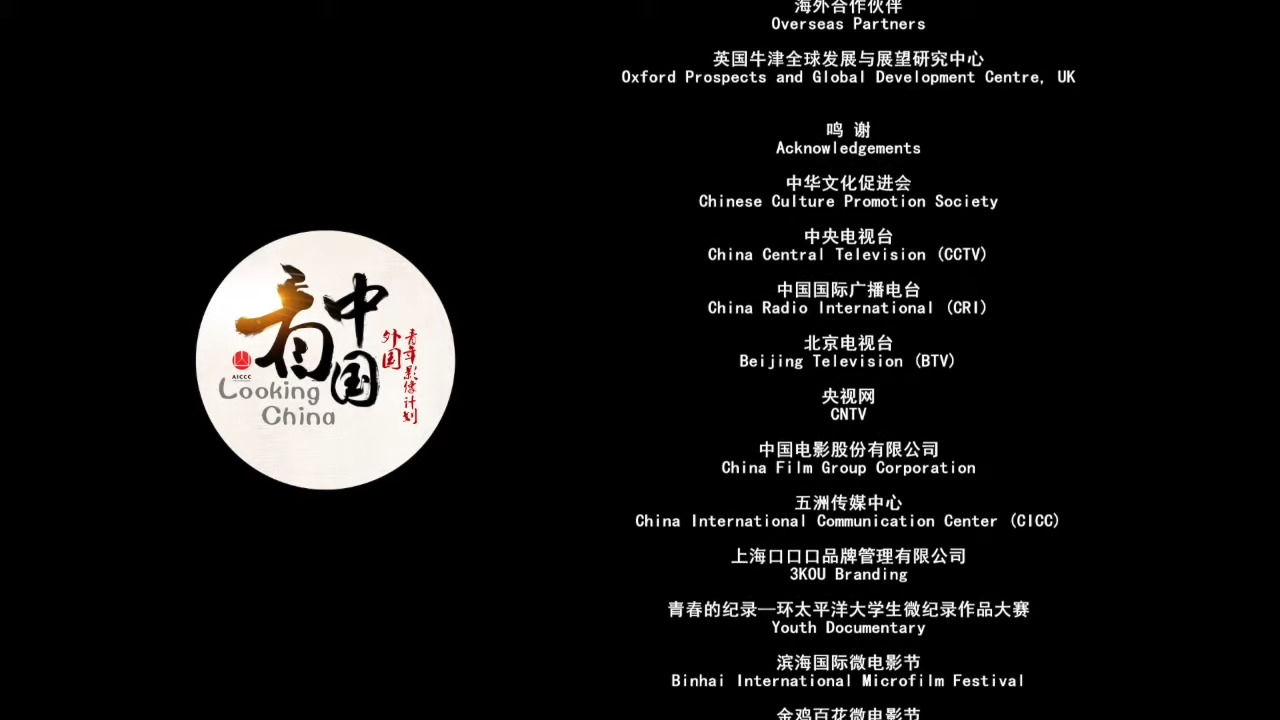 海外合作伙伴
Overseas Partners
英国牛津全球发展与展望研究中心
Oxford Prospects and Global Development Centre, UK
鸣 谢
Acknowledgements
中华文化促进会
Chinese Culture Promotion Society
中央电视台
China Central Television (CCTV)
中国国际广播电台
China Radio International (CRI)
北京电视台
Beijing Television (BTV)
央视网
CNTV
中国电影股份有限公司
China Film Group Corporation
五洲传媒中心
China International Communication Center (CICC)
上海口口口品牌管理有限公司
3KOU Branding
青春的纪录—环太平洋大学生微纪录作品大赛
Youth Documentary
滨海国际微电影节
Binhai International Microfilm Festival
金鸡百花微电影节
看中国
外国
青年影像计划
AICCC
Looking
China